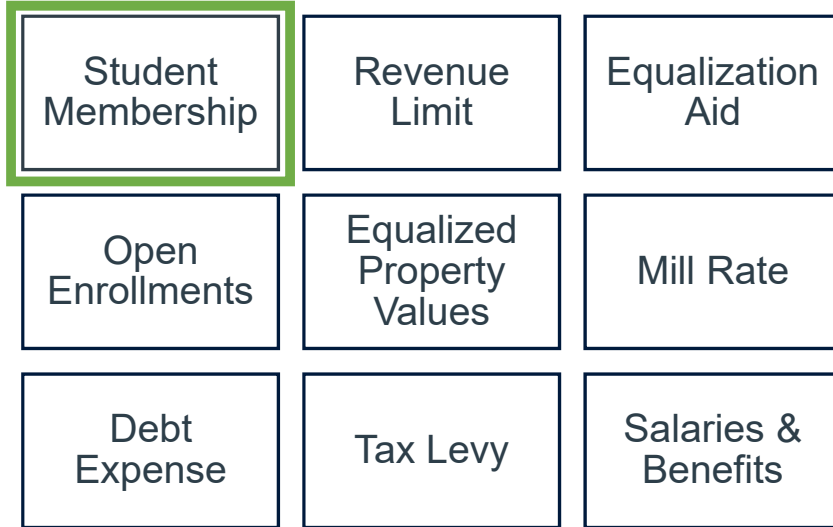 Student
Membership
Revenue
Limit
Equalization
Aid
Open
Enrollments
Equalized
Property
Values
Mill Rate
Debt
Expense
Tax Levy
Salaries &
Benefits